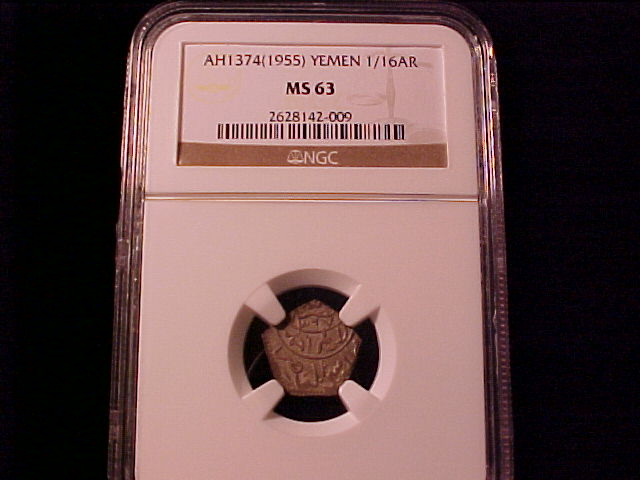 AH1374(1955) YEMEN 1/16AR
MS 63
2628142-009
NGC